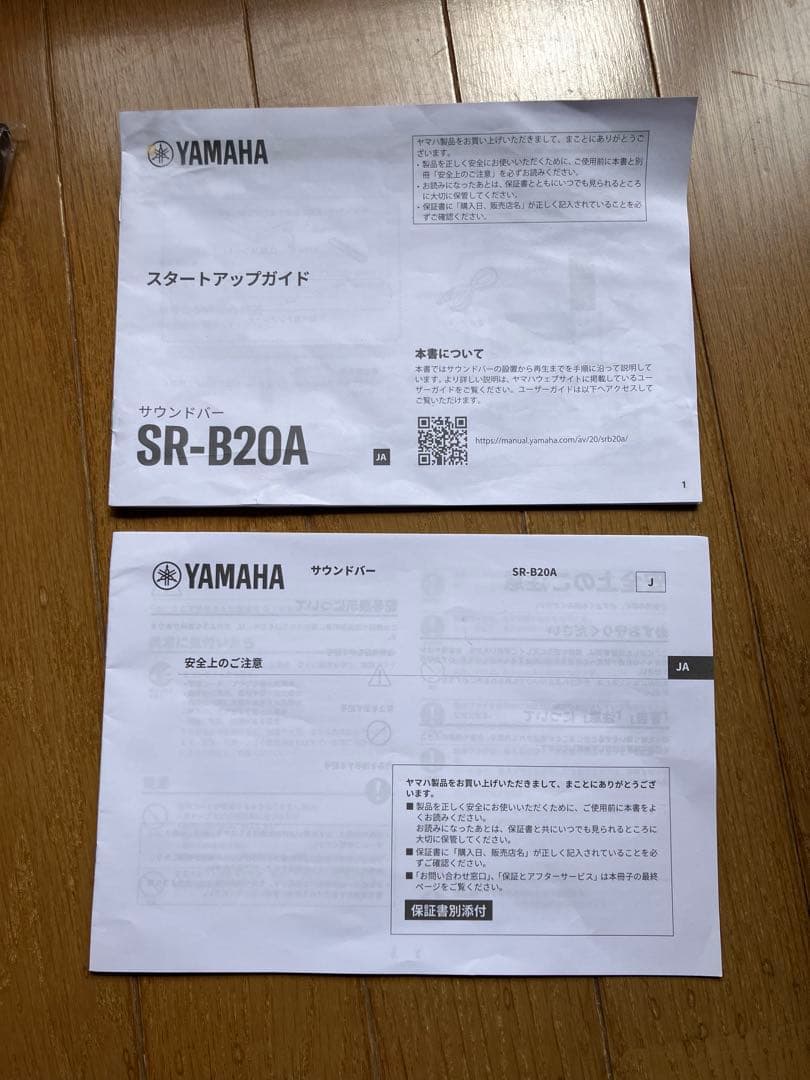 YAMAHA
ヤマハ製品をお買い上げいただきまして、まことにありがとうご
ざいます。
・製品を正しく安全にお使いいただくために、ご使用前に本書と別
冊「安全上のご注意」を必ずお読みください。
・お読みになったあとは、保証書とともにいつでも見られるところ
に大切に保管してください。
・保証書に「購入日、販売店名」が正しく記入されていることを必
ずご確認ください。
スタートアップガイド
本書について
本書ではサウンドバーの設置から再生までを手順に沿って説明して
います。より詳しい説明は、ヤマハウェブサイトに掲載しているユー
ザーガイドをご覧ください。ユーザーガイドは以下へアクセスして
ご覧いただけます。
サウンドバー
SR-B20A
JA
https://manual.yamaha.com/av/20/srb20a/
1
YAMAHA
サウンドバー
SR-B20A
J
安全上のご注意
JA
ヤマハ製品をお買い上げいただきまして、まことにありがとうござ
います。
■ 製品を正しく安全にお使いいただくために、ご使用前に本書をよ
くお読みください。
お読みになったあとは、保証書と共にいつでも見られるところに
大切に保管してください。
■ 保証書に「購入日、販売店名」が正しく記入されていることを必
ずご確認ください。
■ 「お問い合わせ窓口」、「保証とアフターサービス」は本冊子の最終
ページをご覧ください。
保証書別添付